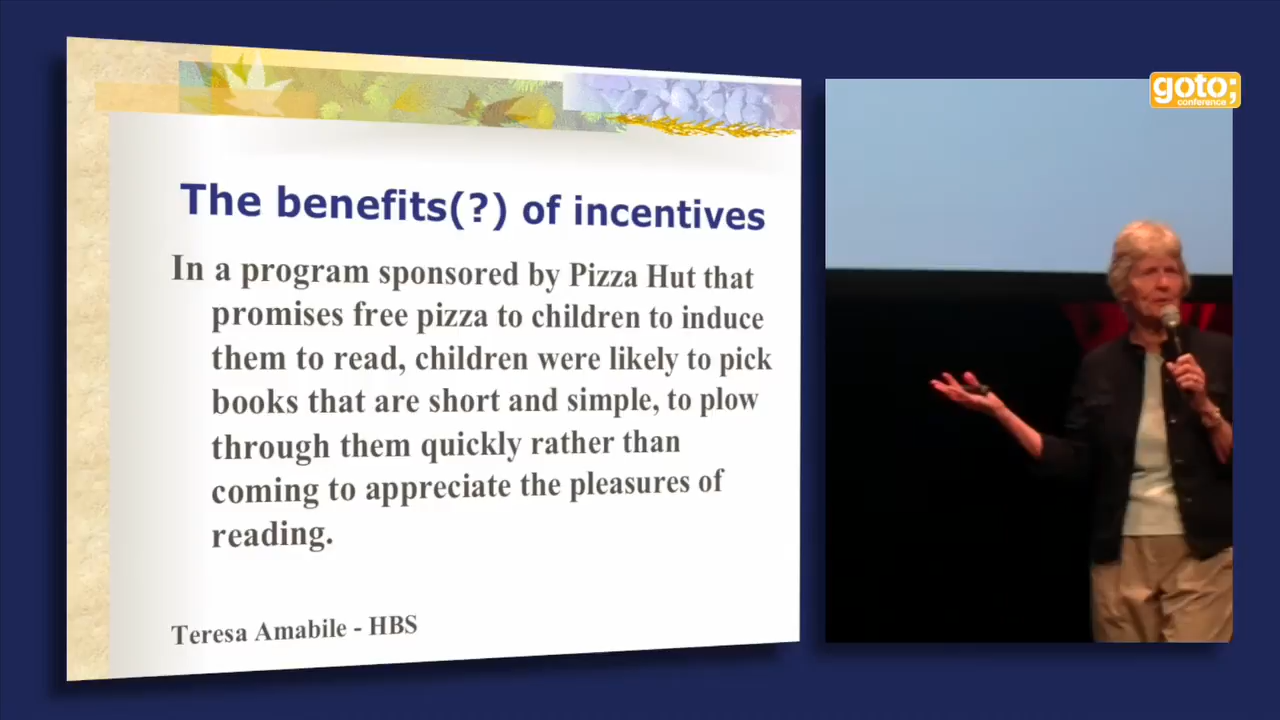 goto;
conference
The benefits(?) of incentives
In a program sponsored by Pizza Hut that
promises free pizza to children to induce
them to read, children were likely to pick
books that are short and simple, to plow
through them quickly rather than
coming to appreciate the pleasures of
reading.
Teresa Amabile - HBS